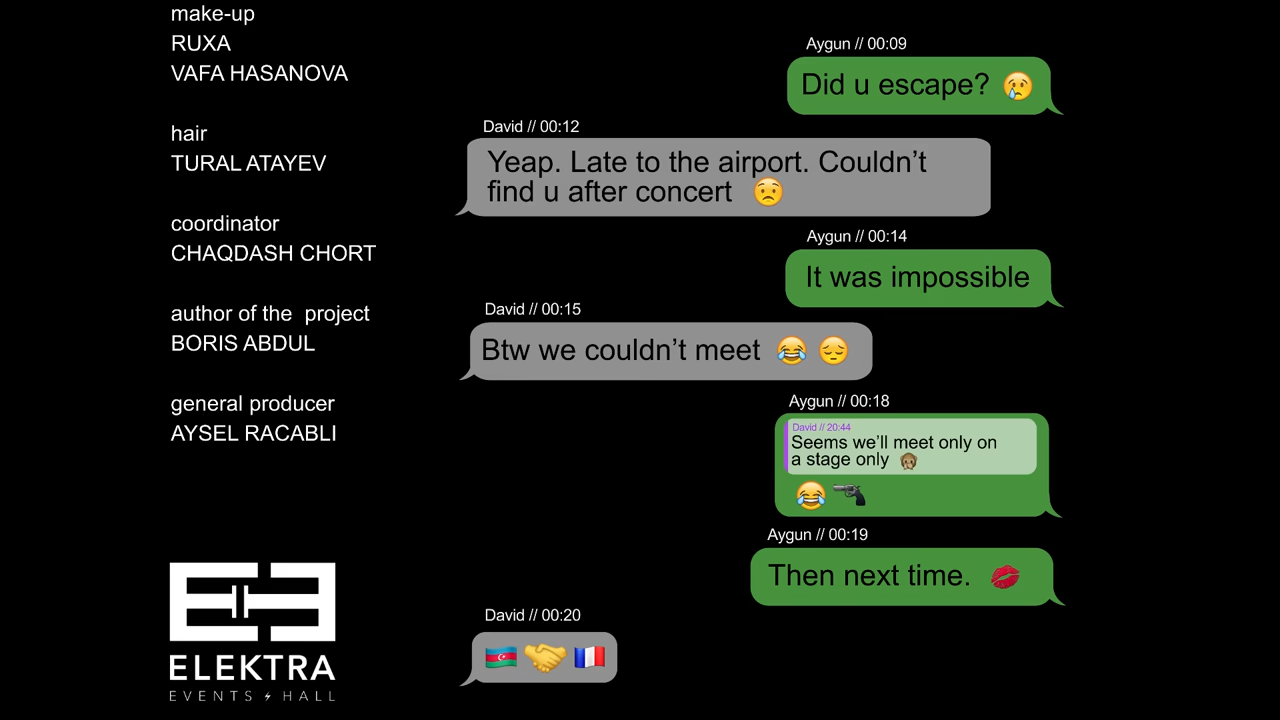 make-up
RUXA
VAFA HASANOVA
hair
TURAL ATAYEV
coordinator
CHAQDASH CHORT
author of the  project
BORIS ABDUL
general producer
AYSEL RACABLI
ELEKTRA
EVENTS ⚡ HALL
Aygun // 00:09
Did u escape? 😢
David // 00:12
Yeap. Late to the airport. Couldn’t
find u after concert 😟
Aygun // 00:14
It was impossible
David // 00:15
Btw we couldn’t meet 😂 😔
Aygun // 00:18
David // 20:44
Seems we’ll meet only on
a stage only 🙊
😂 🔫
Aygun // 00:19
Then next time. 💋
David // 00:20
🇦🇿 🤝 🇫🇷